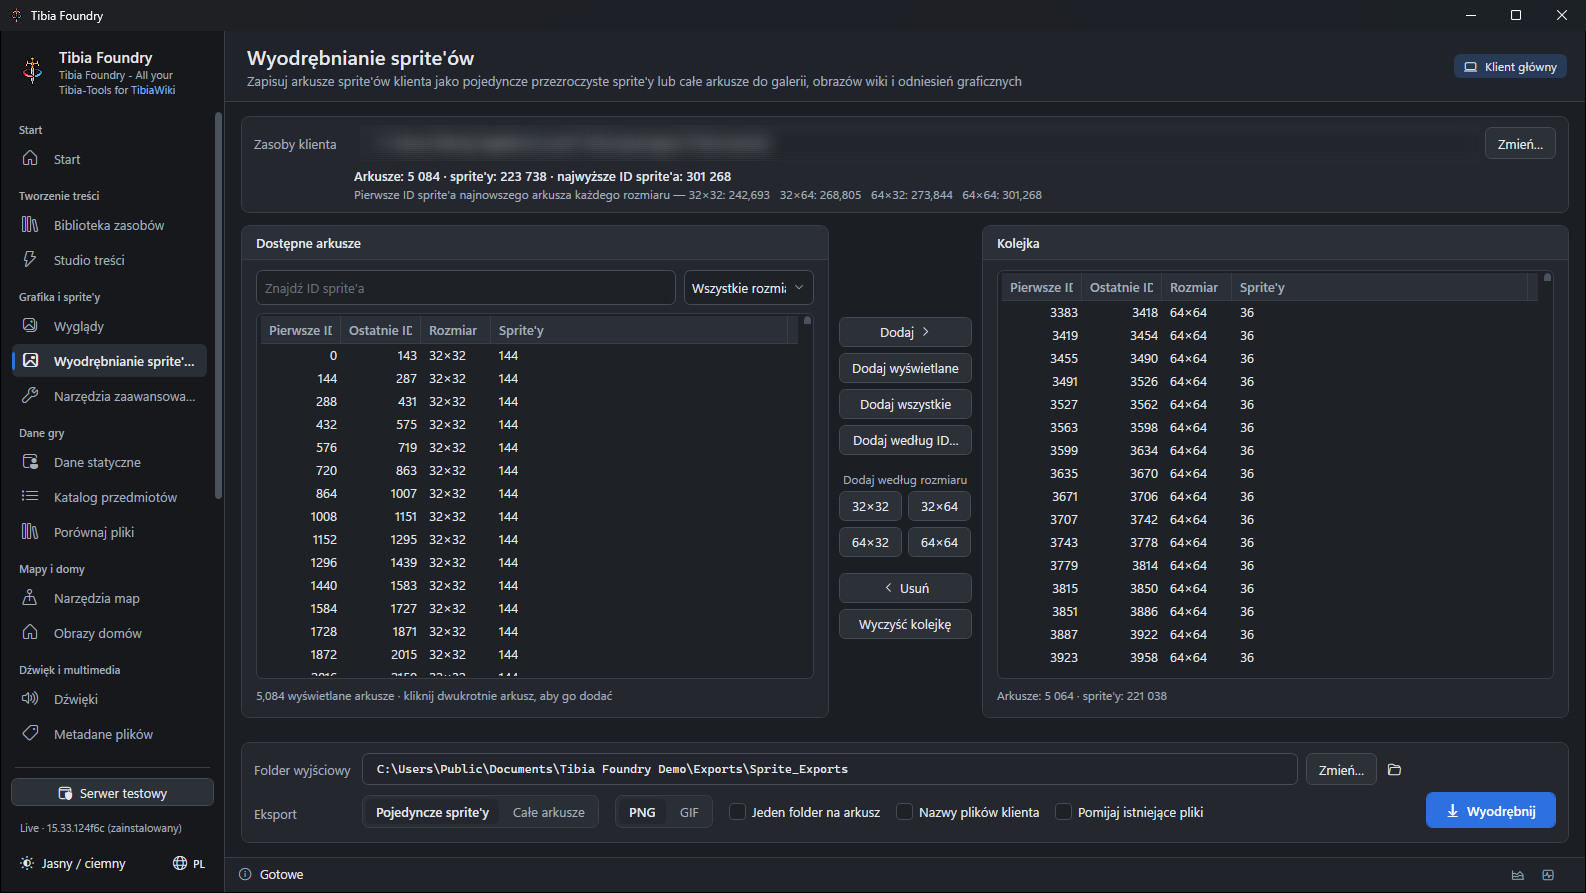 Tibia Foundry
Tibia Foundry
Tibia Foundry - All your
Tibia-Tools for TibiaWiki
Start
Start
Tworzenie treści
Biblioteka zasobów
Studio treści
Grafika i sprite'y
Wyglądy
Wyodrębnianie sprite'...
Narzędzia zaawansowa...
Dane gry
Dane statyczne
Katalog przedmiotów
Porównaj pliki
Mapy i domy
Narzędzia map
Obrazy domów
Dźwięk i multimedia
Dźwięki
Metadane plików
Serwer testowy
Live · 15.33.124f6c (zainstalowany)
Jasny / ciemny PL
Wyodrębnianie sprite'ów
Zapisuj arkusze sprite'ów klienta jako pojedyncze przezroczyste sprite'y lub całe arkusze do galerii, obrazów wiki i odniesień graficznych
Klient główny
Zasoby klienta
Zmień...
Arkusze: 5 084 · sprite'y: 223 738 · najwyższe ID sprite'a: 301 268
Pierwsze ID sprite'a najnowszego arkusza każdego rozmiaru — 32×32: 242,693 32×64: 268,805 64×32: 273,844 64×64: 301,268
Dostępne arkusze
Znajdź ID sprite'a
Wszystkie rozmia
Pierwsze ID Ostatnie ID Rozmiar Sprite'y
0 143 32×32 144
144 287 32×32 144
288 431 32×32 144
432 575 32×32 144
576 719 32×32 144
720 863 32×32 144
864 1007 32×32 144
1008 1151 32×32 144
1152 1295 32×32 144
1296 1439 32×32 144
1440 1583 32×32 144
1584 1727 32×32 144
1728 1871 32×32 144
1872 2015 32×32 144
2016 2159 32×32 144
5,084 wyświetlane arkusze · kliknij dwukrotnie arkusz, aby go dodać
Dodaj
Dodaj wyświetlane
Dodaj wszystkie
Dodaj według ID...
Dodaj według rozmiaru
32×32 32×64
64×32 64×64
Usuń
Wyczyść kolejkę
Kolejka
Pierwsze ID Ostatnie ID Rozmiar Sprite'y
3383 3418 64×64 36
3419 3454 64×64 36
3455 3490 64×64 36
3491 3526 64×64 36
3527 3562 64×64 36
3563 3598 64×64 36
3599 3634 64×64 36
3635 3670 64×64 36
3671 3706 64×64 36
3707 3742 64×64 36
3743 3778 64×64 36
3779 3814 64×64 36
3815 3850 64×64 36
3851 3886 64×64 36
3887 3922 64×64 36
3923 3958 64×64 36
Arkusze: 5 064 · sprite'y: 221 038
Folder wyjściowy
C:\Users\Public\Documents\Tibia Foundry Demo\Exports\Sprite_Exports
Zmień...
Eksport
Pojedyncze sprite'y Całe arkusze
PNG GIF
Jeden folder na arkusz
Nazwy plików klienta
Pomijaj istniejące pliki
Wyodrębnij
Gotowe